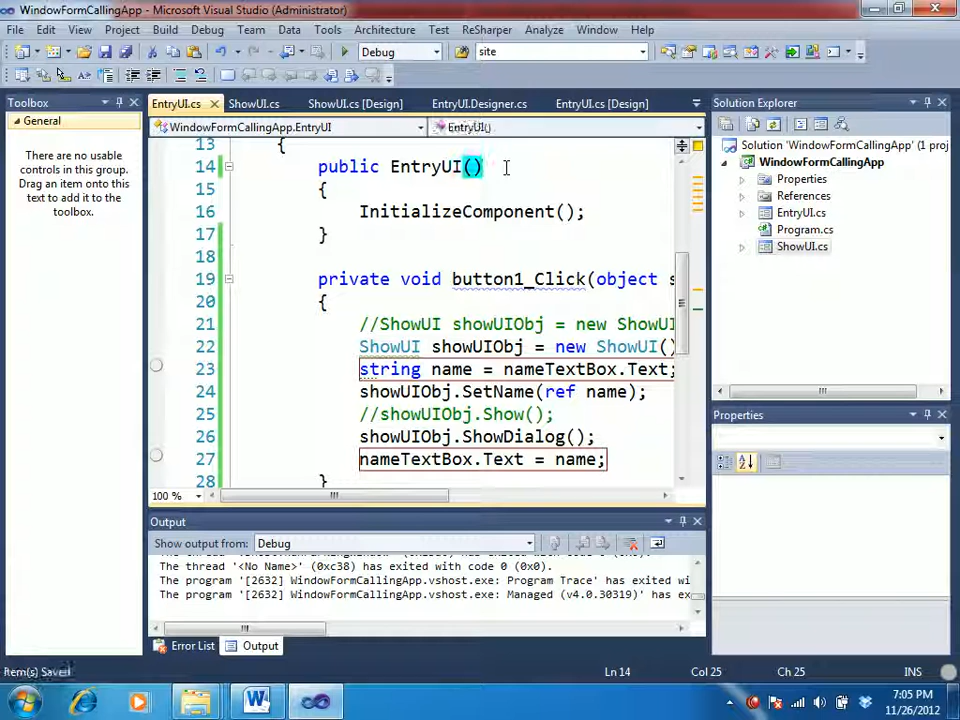 WindowFormCallingApp - Microsoft Visual Studio (Administrator)
File Edit View Project Build Debug Team Data Tools Architecture Test ReSharper Analyze Window Help
Debug site
Toolbox
General
There are no usable
controls in this group.
Drag an item onto this
text to add it to the
toolbox.
EntryUI.cs ShowUI.cs ShowUI.cs [Design] EntryUI.Designer.cs EntryUI.cs [Design]
WindowFormCallingApp.EntryUI EntryUI()
13 {
14 public EntryUI()
15 {
16 InitializeComponent();
17 }
18
19 private void button1_Click(object s
20 {
21 //ShowUI showUIObj = new ShowUI
22 ShowUI showUIObj = new ShowUI()
23 string name = nameTextBox.Text;
24 showUIObj.SetName(ref name);
25 //showUIObj.Show();
26 showUIObj.ShowDialog();
27 nameTextBox.Text = name;
28 }
100 %
Output
Show output from: Debug
The thread '<No Name>' (0xc38) has exited with code 0 (0x0).
The program '[2632] WindowFormCallingApp.vshost.exe: Program Trace' has exited wi
The program '[2632] WindowFormCallingApp.vshost.exe: Managed (v4.0.30319)' has ex
Error List Output
Solution Explorer
Solution 'WindowFormCallingApp' (1 proj
WindowFormCallingApp
Properties
References
EntryUI.cs
Program.cs
ShowUI.cs
Properties
Item(s) Saved Ln 14 Col 25 Ch 25 INS
7:05 PM
11/26/2012